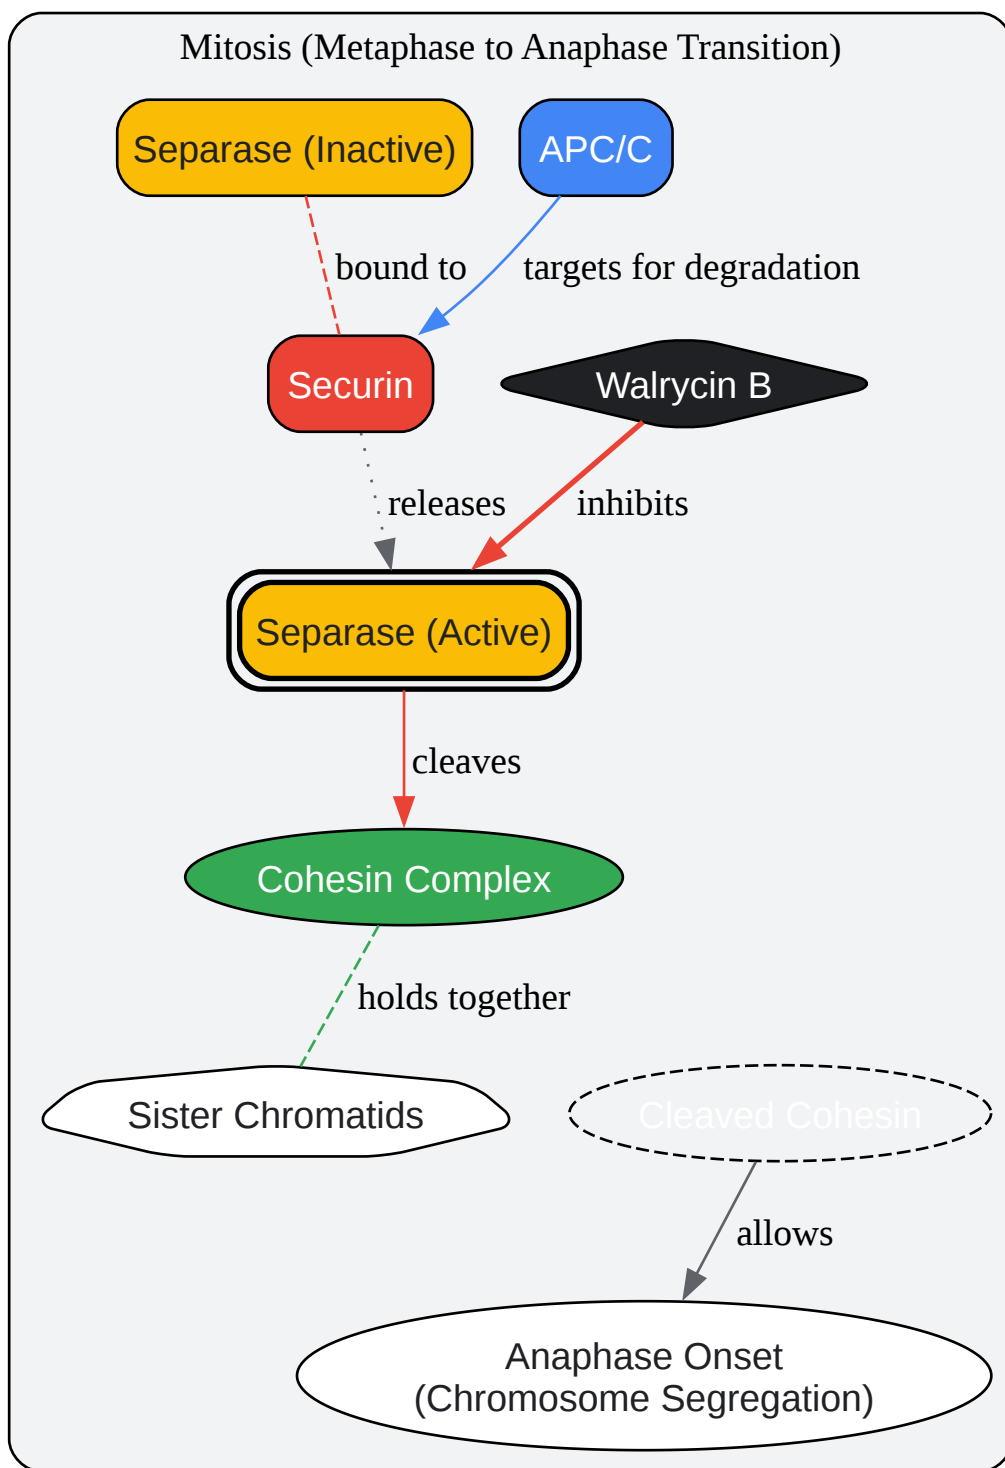 Mitosis (Metaphase to Anaphase Transition)
Separase (Inactive)
APC/C
bound to
targets for degradation
Securin
Walrycin B
releases
inhibits
Separase (Active)
cleaves
Cohesin Complex
holds together
Sister Chromatids
Cleaved Cohesin
allows
Anaphase Onset
(Chromosome Segregation)